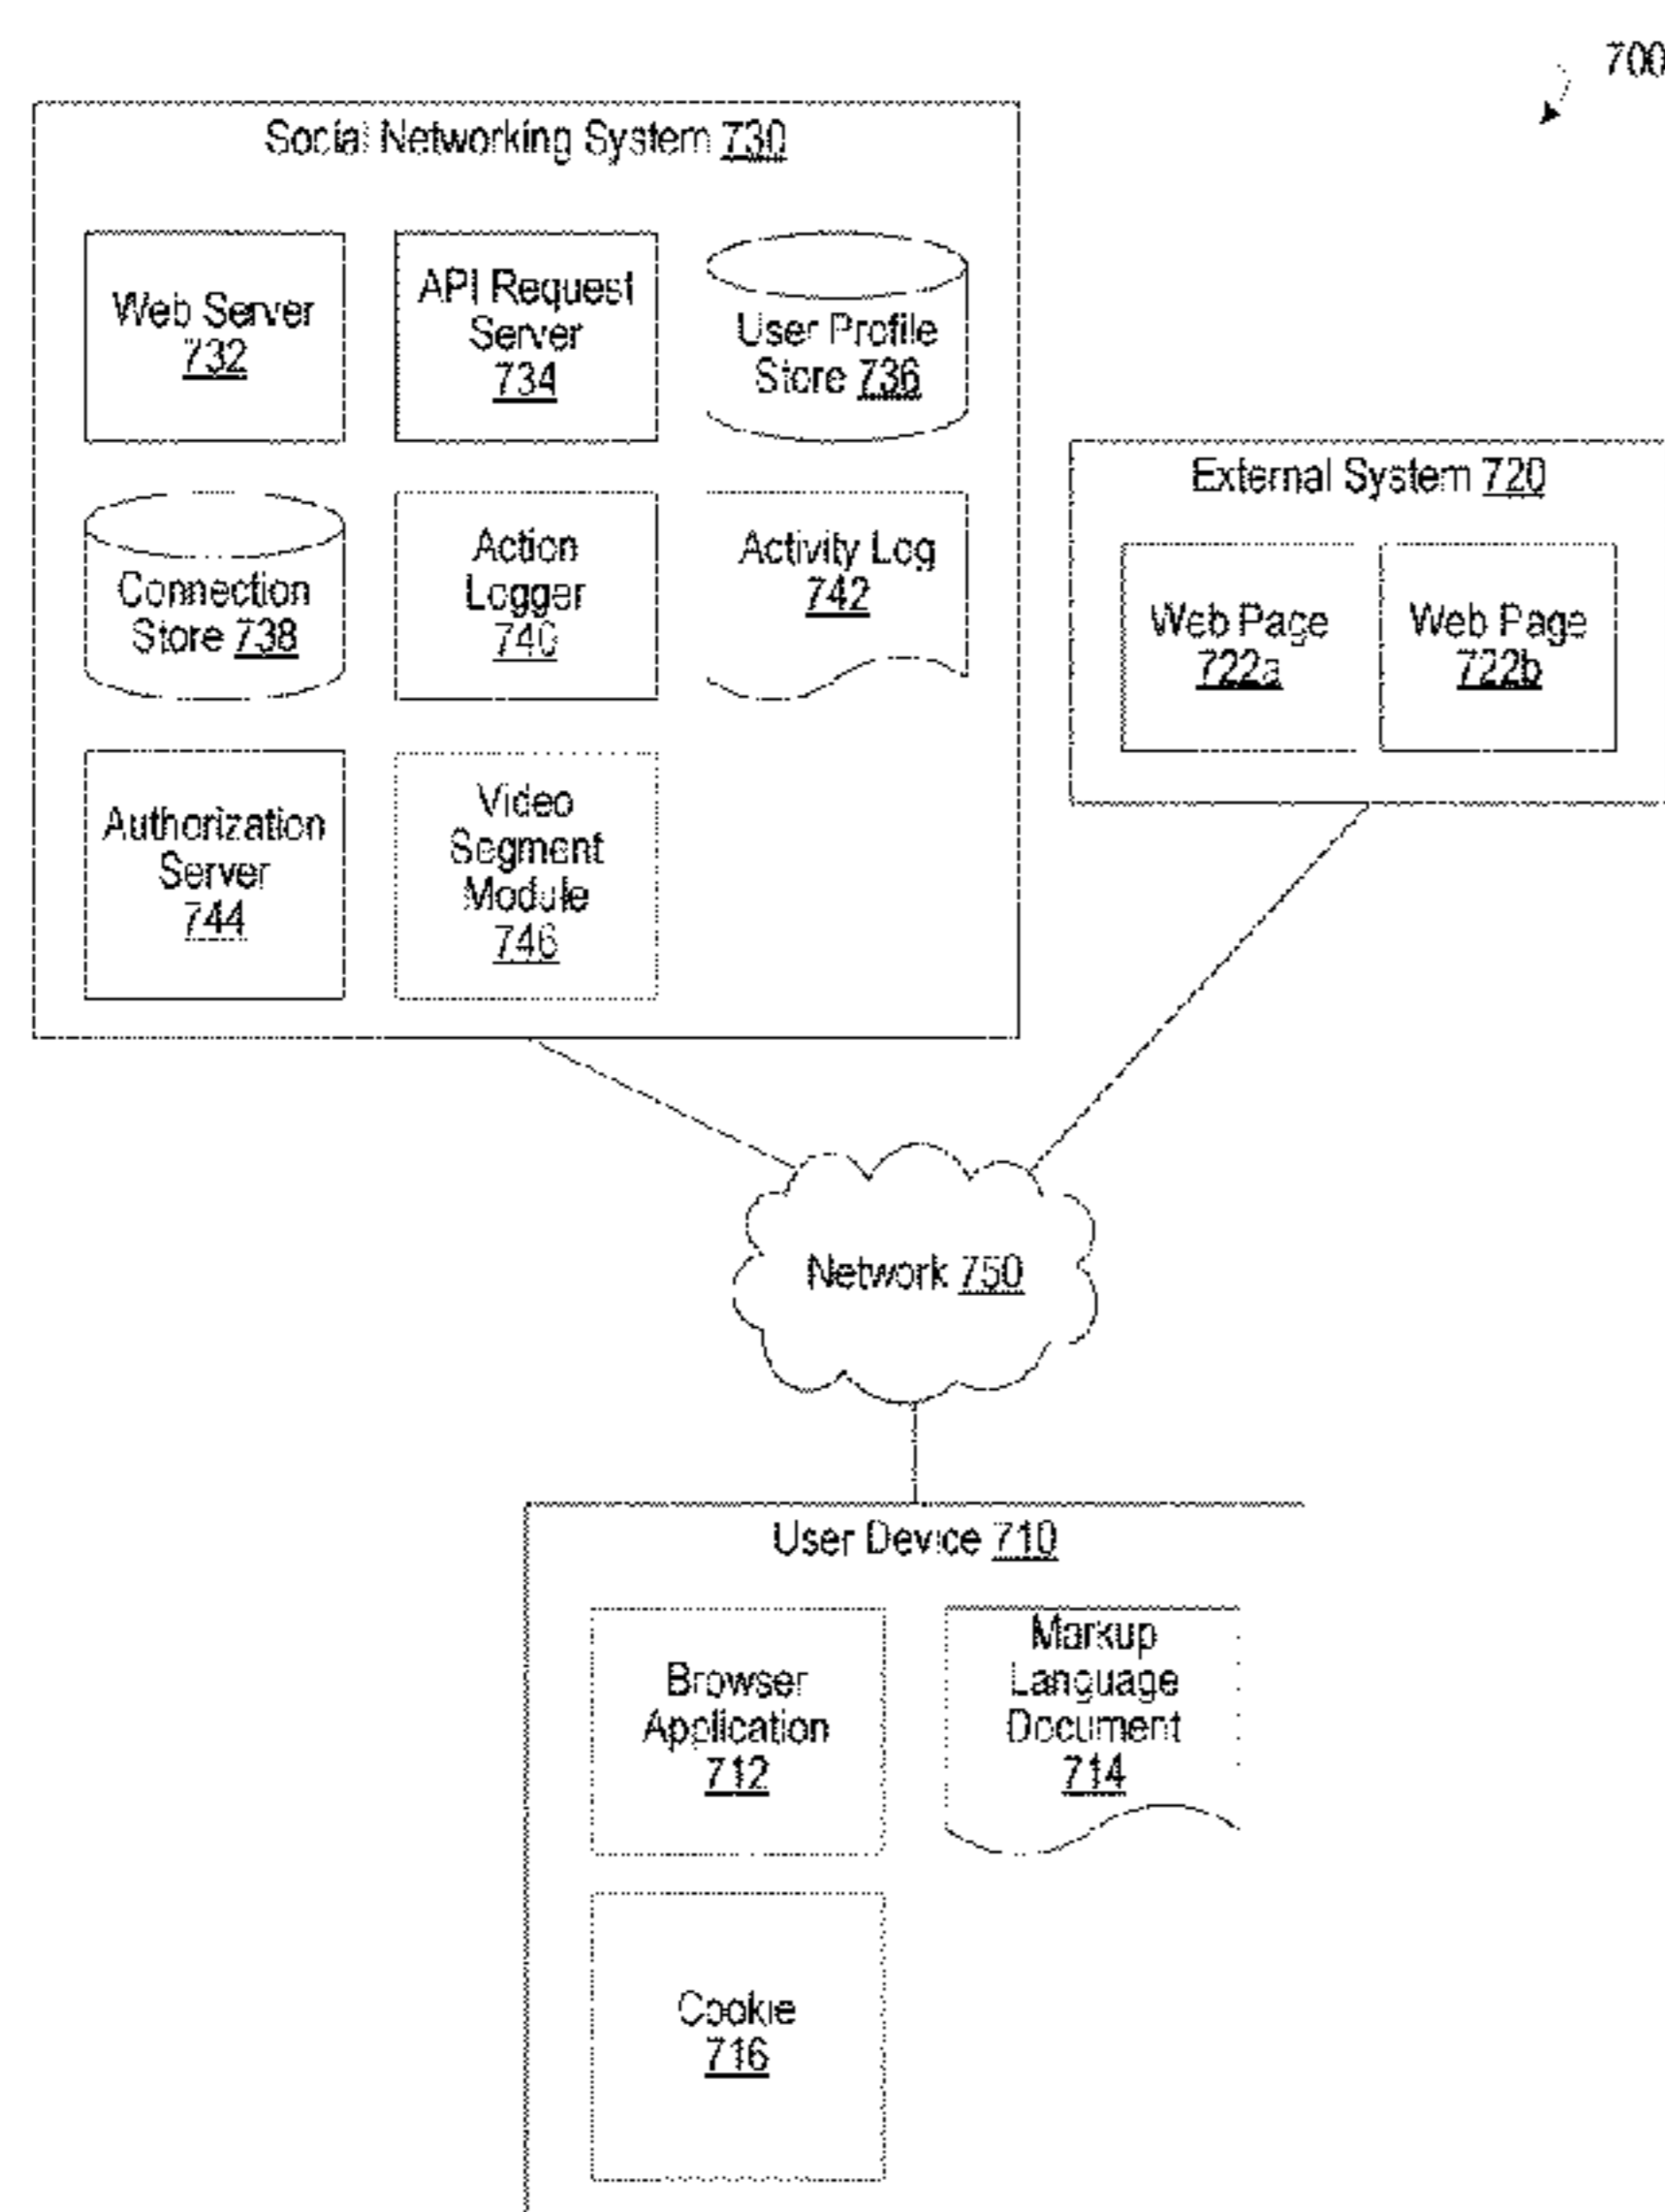 700
Social Networking System 730
Web Server
732
API Request
Server
734
User Profile
Store 736
Connection
Store 738
Action
Logger
740
Activity Log
742
Authorization
Server
744
Video
Segment
Module
746
External System 720
Web Page
722a
Web Page
722b
Network 750
User Device 710
Browser
Application
712
Markup
Language
Document
714
Cookie
716